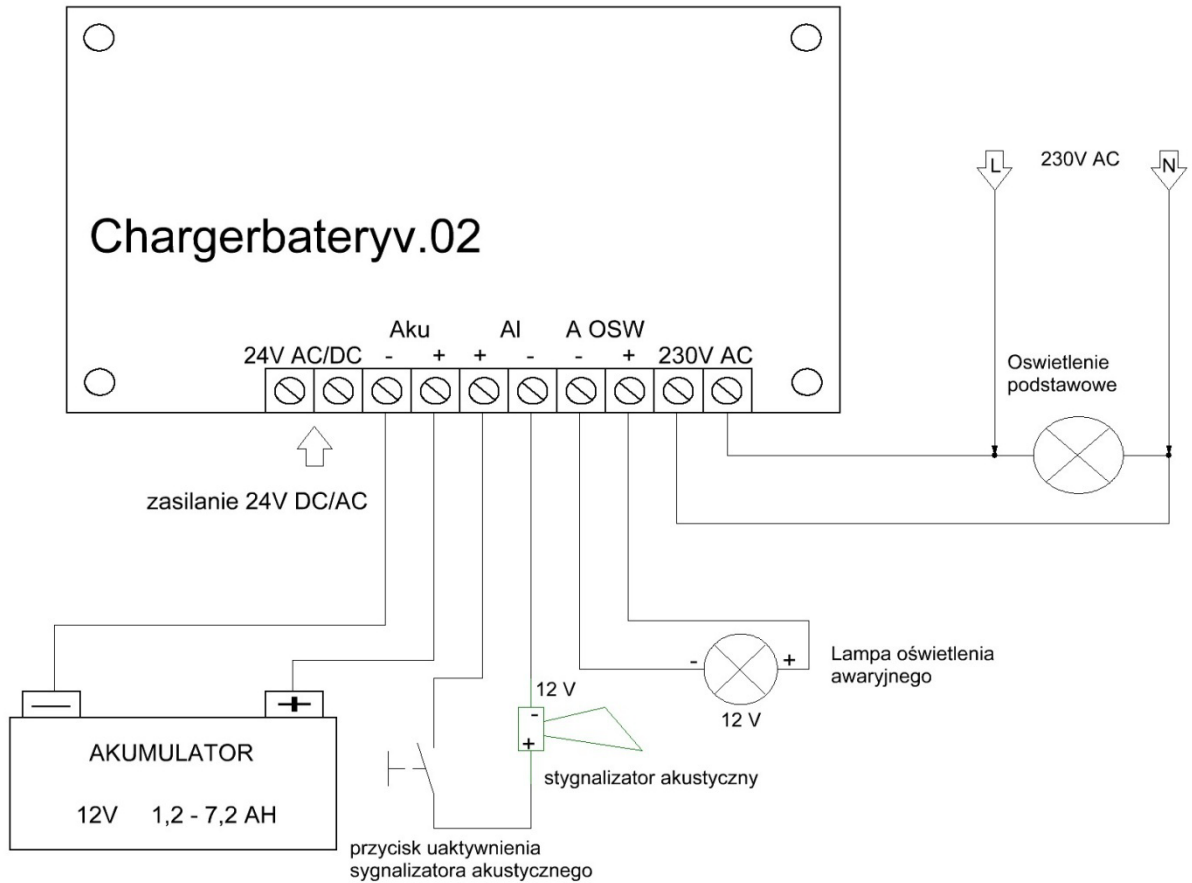 Chargerbateryv.02
Aku Al A OSW
24V AC/DC - + + - - + 230V AC
zasilanie 24V DC/AC
L 230V AC N
Oswietlenie
podstawowe
- +
Lampa oświetlenia
awaryjnego
12 V
12 V
-
+
stygnalizator akustyczny
AKUMULATOR
12V 1,2 - 7,2 AH
przycisk uaktywnienia
sygnalizatora akustycznego